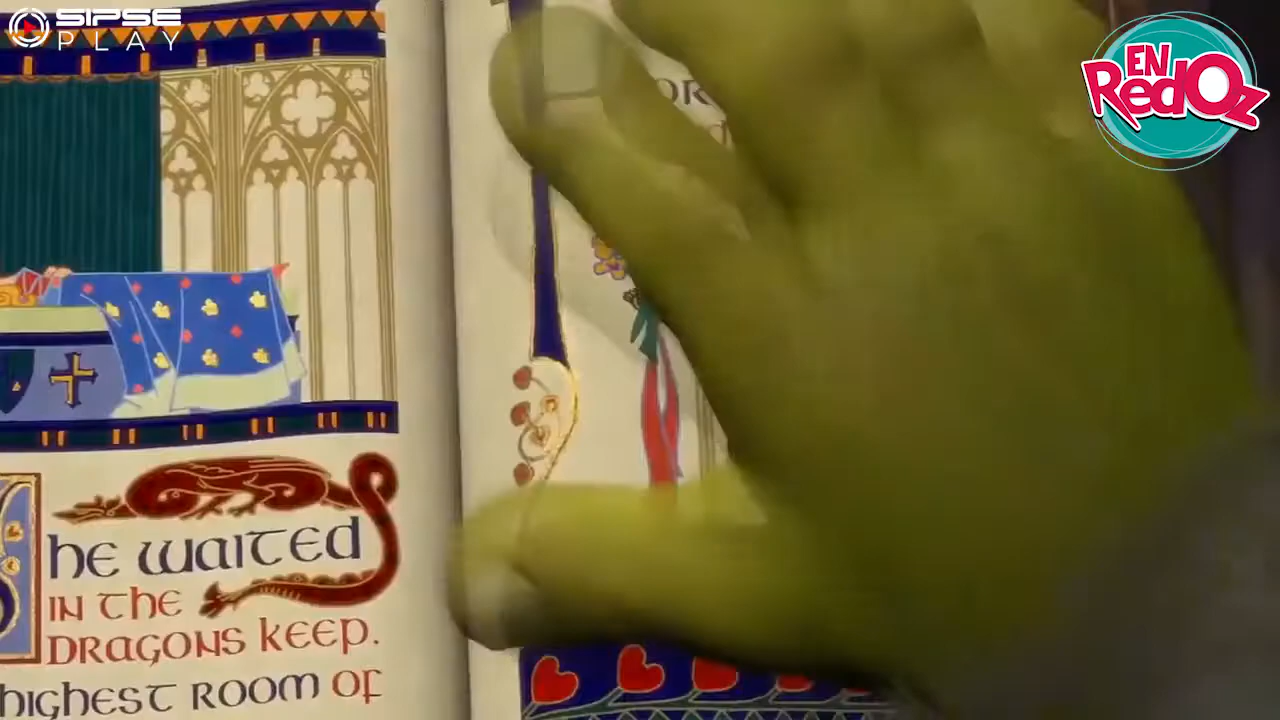 SIPSE
PLAY
EN
RedOz
he waited
in the
dragons keep.
highest room of